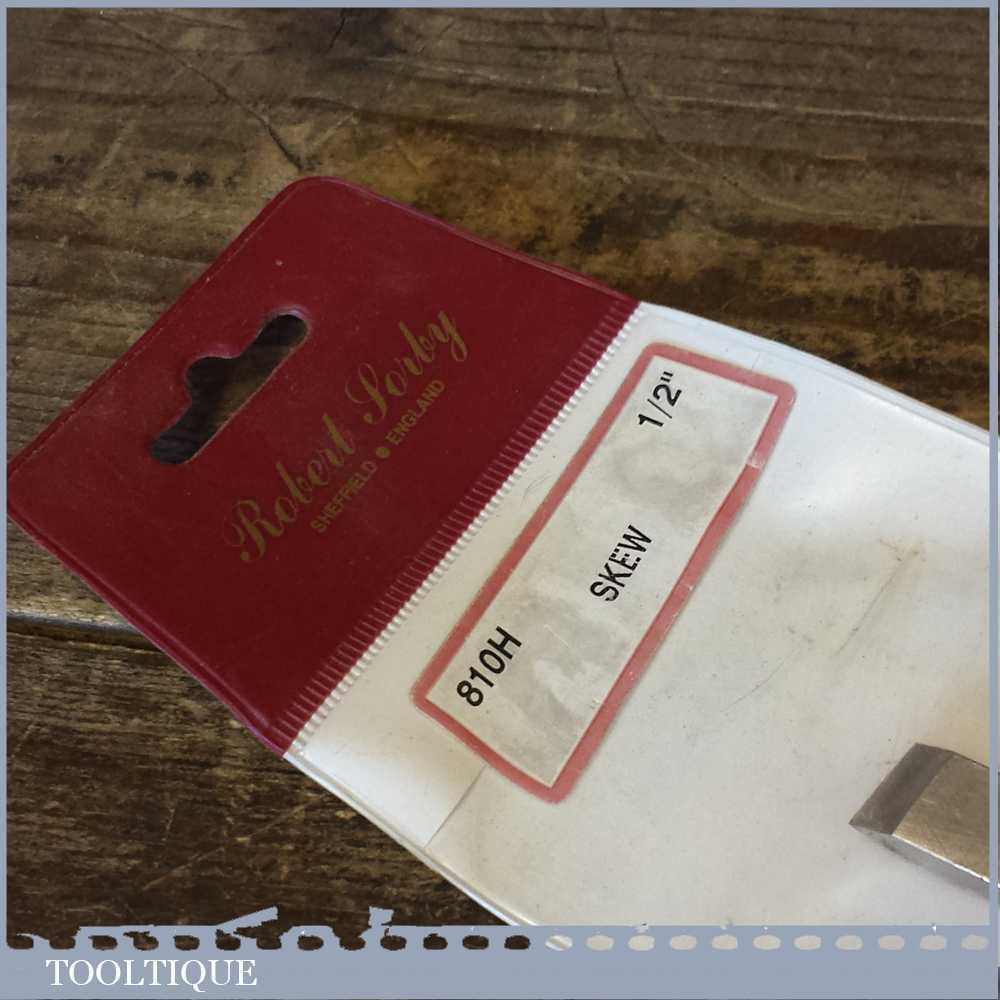 Robert Sorby
SHEFFIELD ● ENGLAND
810H SKEW 1/2"
TOOLTIQUE